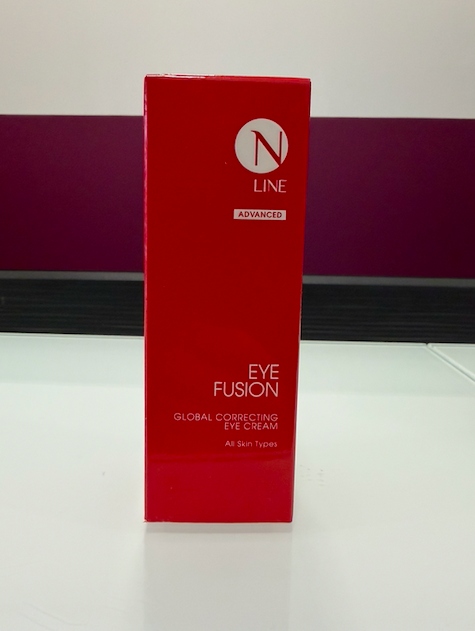 N
LINE
ADVANCED
EYE
FUSION
GLOBAL CORRECTING
EYE CREAM
All Skin Types